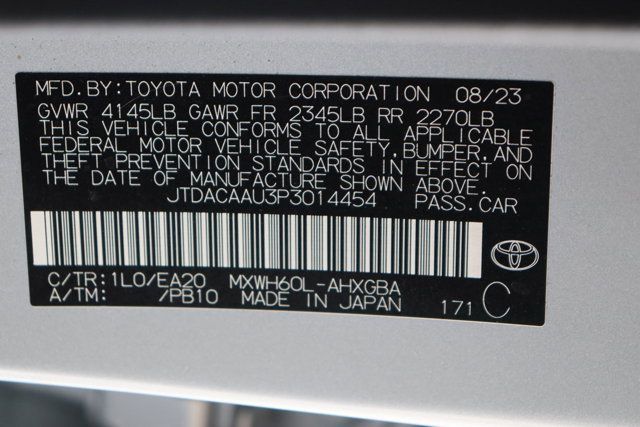 MFD. BY: TOYOTA MOTOR CORPORATION 08/23
GVWR 4145LB GAWR FR 2345LB RR 2270LB
THIS VEHICLE CONFORMS TO ALL APPLICABLE
FEDERAL MOTOR VEHICLE SAFETY, BUMPER, AND
THEFT PREVENTION STANDARDS IN EFFECT ON
THE DATE OF MANUFACTURE SHOWN ABOVE.
JTDACAAU3P3014454 PASS. CAR
C/TR: 1L0/EA20 MXWH60L-AHXGBA
A/TM: /PB10 MADE IN JAPAN 171 C